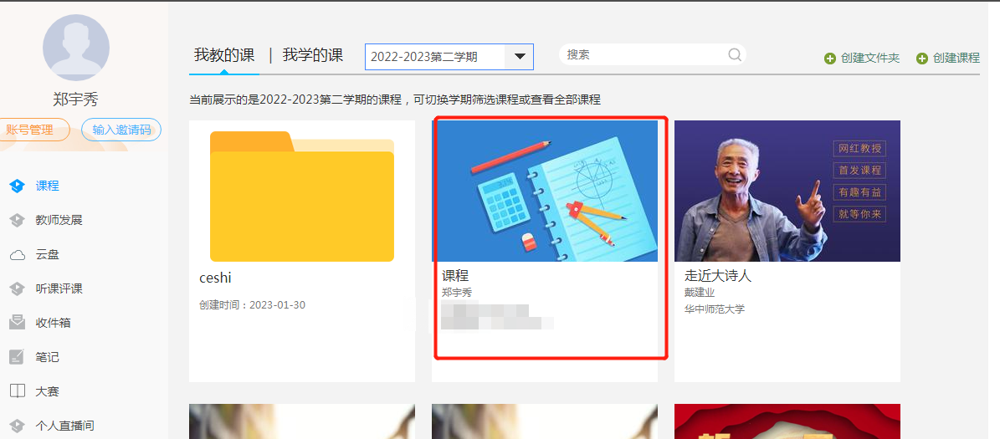 郑宇秀
账号管理
输入邀请码
课程
教师发展
云盘
听课评课
收件箱
笔记
大赛
个人直播间
我教的课 | 我学的课
2022-2023第二学期
搜索
创建文件夹
创建课程
当前展示的是2022-2023第二学期的课程，可切换学期筛选课程或查看全部课程
ceshi
创建时间：2023-01-30
课程
郑宇秀
网红教授
首发课程
有趣有益
就等你来
走近大诗人
戴建业
华中师范大学